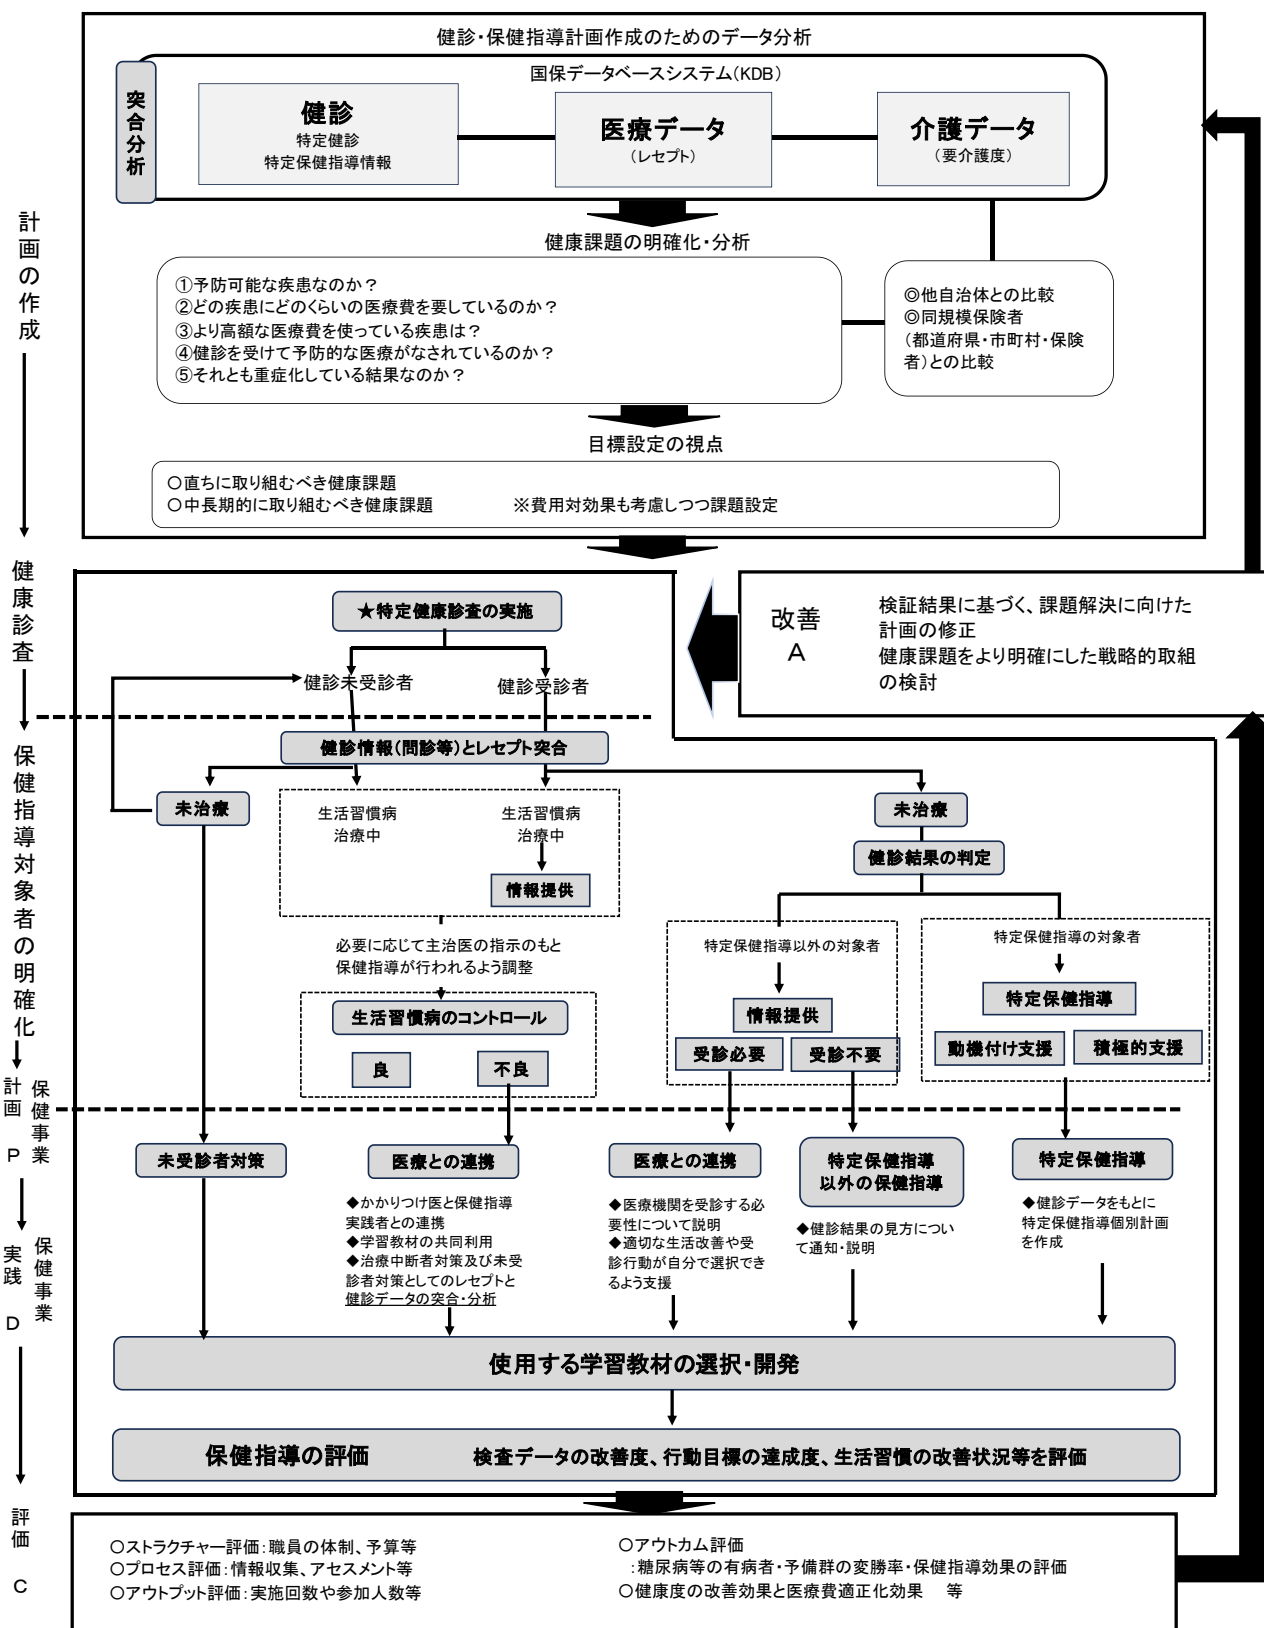 健診・保健指導計画作成のためのデータ分析
国保データベースシステム(KDB)
突合分析
健診
特定健診
特定保健指導情報
医療データ
(レセプト)
介護データ
(要介護度)
計画の作成
健康課題の明確化・分析
①予防可能な疾患なのか?
②どの疾患にどのくらいの医療費を要しているのか?
③より高額な医療費を使っている疾患は?
④健診を受けて予防的な医療がなされているのか?
⑤それとも重症化している結果なのか?
◎他自治体との比較
◎同規模保険者
(都道府県・市町村・保険
者)との比較
目標設定の視点
○直ちに取り組むべき健康課題
○中長期的に取り組むべき健康課題 ※費用対効果も考慮しつつ課題設定
健康診査
★特定健康診査の実施
健診未受診者
健診受診者
改善
A
検証結果に基づく、課題解決に向けた
計画の修正
健康課題をより明確にした戦略的取組
の検討
保健指導対象者の明確化
健診情報(問診等)とレセプト突合
未治療
生活習慣病
治療中
生活習慣病
治療中
情報提供
未治療
健診結果の判定
必要に応じて主治医の指示のもと
保健指導が行われるよう調整
特定保健指導以外の対象者
特定保健指導の対象者
生活習慣病のコントロール
良
不良
情報提供
受診必要
受診不要
特定保健指導
動機付け支援
積極的支援
計画 P
保健事業
未受診者対策
医療との連携
医療との連携
特定保健指導
以外の保健指導
特定保健指導
◆かかりつけ医と保健指導
実践者との連携
◆学習教材の共同利用
◆治療中断者対策及び未受
診者対策としてのレセプトと
健診データの突合・分析
◆医療機関を受診する必
要性について説明
◆適切な生活改善や受
診行動が自分で選択でき
るよう支援
◆健診結果の見方につい
て通知・説明
◆健診データをもとに
特定保健指導個別計画
を作成
実践 D
保健事業
使用する学習教材の選択・開発
保健指導の評価 検査データの改善度、行動目標の達成度、生活習慣の改善状況等を評価
評価 C
○ストラクチャー評価:職員の体制、予算等
○プロセス評価:情報収集、アセスメント等
○アウトプット評価:実施回数や参加人数等
○アウトカム評価
:糖尿病等の有病者・予備群の変勝率・保健指導効果の評価
○健康度の改善効果と医療費適正化効果 等